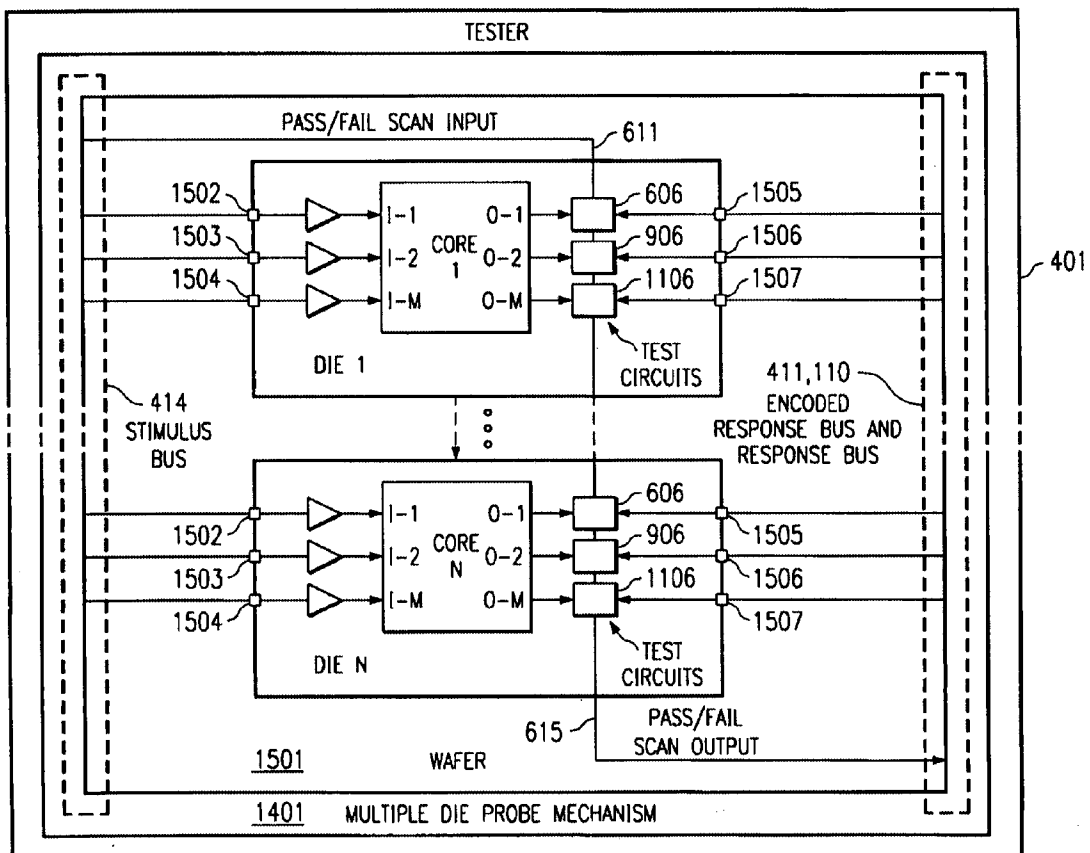 TESTER
PASS/FAIL SCAN INPUT
611
1502
1503
1504
I-1
I-2
I-M
CORE
1
O-1
O-2
O-M
606
906
1106
1505
1506
1507
401
DIE 1
TEST
CIRCUITS
414
STIMULUS
BUS
411,110
ENCODED
RESPONSE BUS AND
RESPONSE BUS
1502
1503
1504
I-1
I-2
I-M
CORE
N
O-1
O-2
O-M
606
906
1106
1505
1506
1507
DIE N
TEST
CIRCUITS
615
PASS/FAIL
SCAN OUTPUT
1501
WAFER
1401
MULTIPLE DIE PROBE MECHANISM